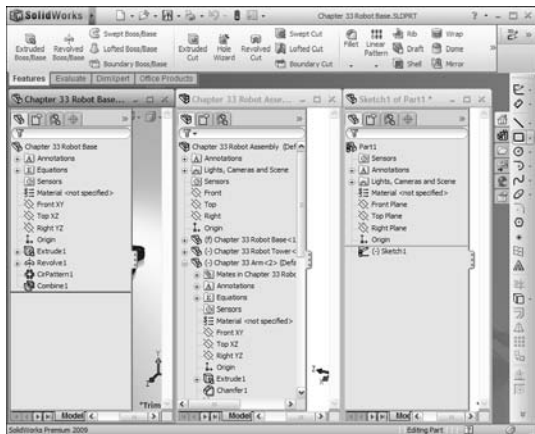 SolidWorks
Chapter 33 Robot Base.SLDPRT
Extruded Boss/Base
Revolved Boss/Base
Swept Boss/Base
Lofted Boss/Base
Boundary Boss/Base
Extruded Cut
Hole Wizard
Revolved Cut
Swept Cut
Lofted Cut
Boundary Cut
Fillet
Linear Pattern
Rib
Draft
Shell
Wrap
Dome
Mirror
Features Evaluate DimXpert Office Products
Chapter 33 Robot Base...
Chapter 33 Robot Base
Annotations
Equations
Sensors
Material <not specified>
Front XY
Top XZ
Right YZ
Origin
Extrude1
Revolve1
CirPattern1
Combine1
Model
"Trim
Chapter 33 Robot Asse...
Chapter 33 Robot Assembly (Def
Annotations
Lights, Cameras and Scene
Sensors
Front
Top
Right
Origin
(f) Chapter 33 Robot Base<1
(-) Chapter 33 Robot Tower<
(-) Chapter 33 Arm<2> (Defa
Mates in Chapter 33 Robo
Annotations
Equations
Sensors
Material <not specified>
Front XY
Top XZ
Right YZ
Origin
Extrude1
Chamfer1
Model
Sketch1 of Part1 *
Part1
Sensors
Annotations
Lights, Cameras and Scene
Material <not specified>
Front Plane
Top Plane
Right Plane
Origin
(-) Sketch1
Model
SolidWorks Premium 2009
Editing Part